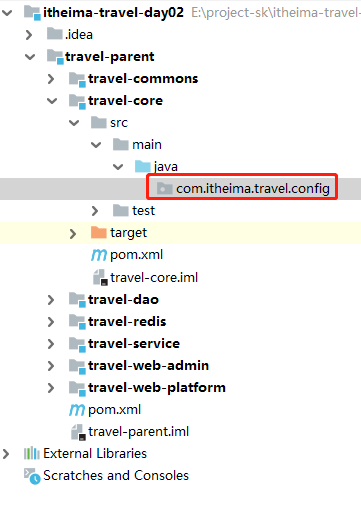 itheima-travel-day02 E:\project-sk\itheima-tr
.idea
travel-parent
travel-commons
travel-core
src
main
java
com.itheima.travel.config
test
target
pom.xml
travel-core.iml
travel-dao
travel-redis
travel-service
travel-web-admin
travel-web-platform
pom.xml
travel-parent.iml
External Libraries
Scratches and Consoles